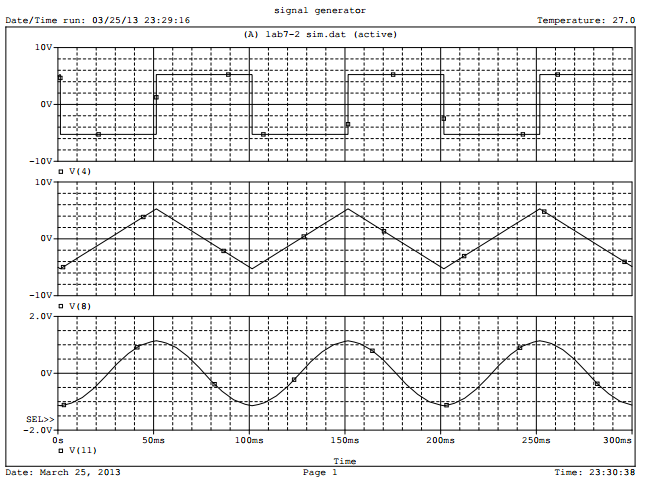 signal generator
Date/Time run: 03/25/13 23:29:16 Temperature: 27.0
(A) lab7-2 sim.dat (active)
10V
0V
-10V
V(4)
10V
0V
-10V
V(8)
2.0V
0V
SEL>>
-2.0V
0s 50ms 100ms 150ms 200ms 250ms 300ms
V(11)
Time
Date: March 25, 2013 Page 1 Time: 23:30:38